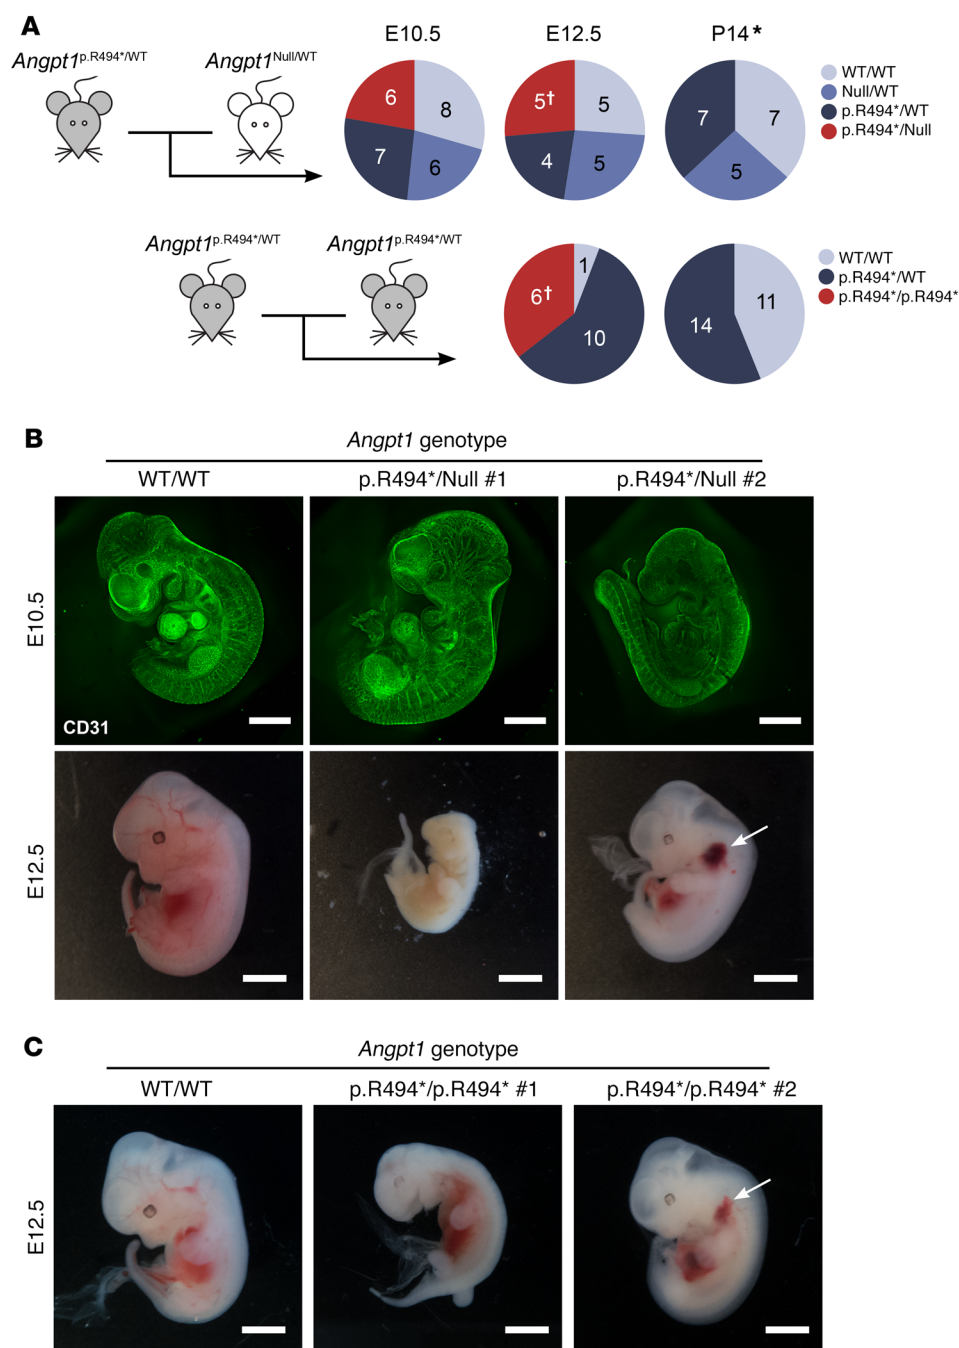 A
E10.5 E12.5 P14*
Angpt1p.R494*/WT Angpt1Null/WT
6 8 7 6
5† 5 4 5
7 7 5
WT/WT
Null/WT
p.R494*/WT
p.R494*/Null
Angpt1p.R494*/WT Angpt1p.R494*/WT
1 6† 10
14 11
WT/WT
p.R494*/WT
p.R494*/p.R494*
B
Angpt1 genotype
WT/WT p.R494*/Null #1 p.R494*/Null #2
E10.5
CD31
E12.5
C
Angpt1 genotype
WT/WT p.R494*/p.R494* #1 p.R494*/p.R494* #2
E12.5